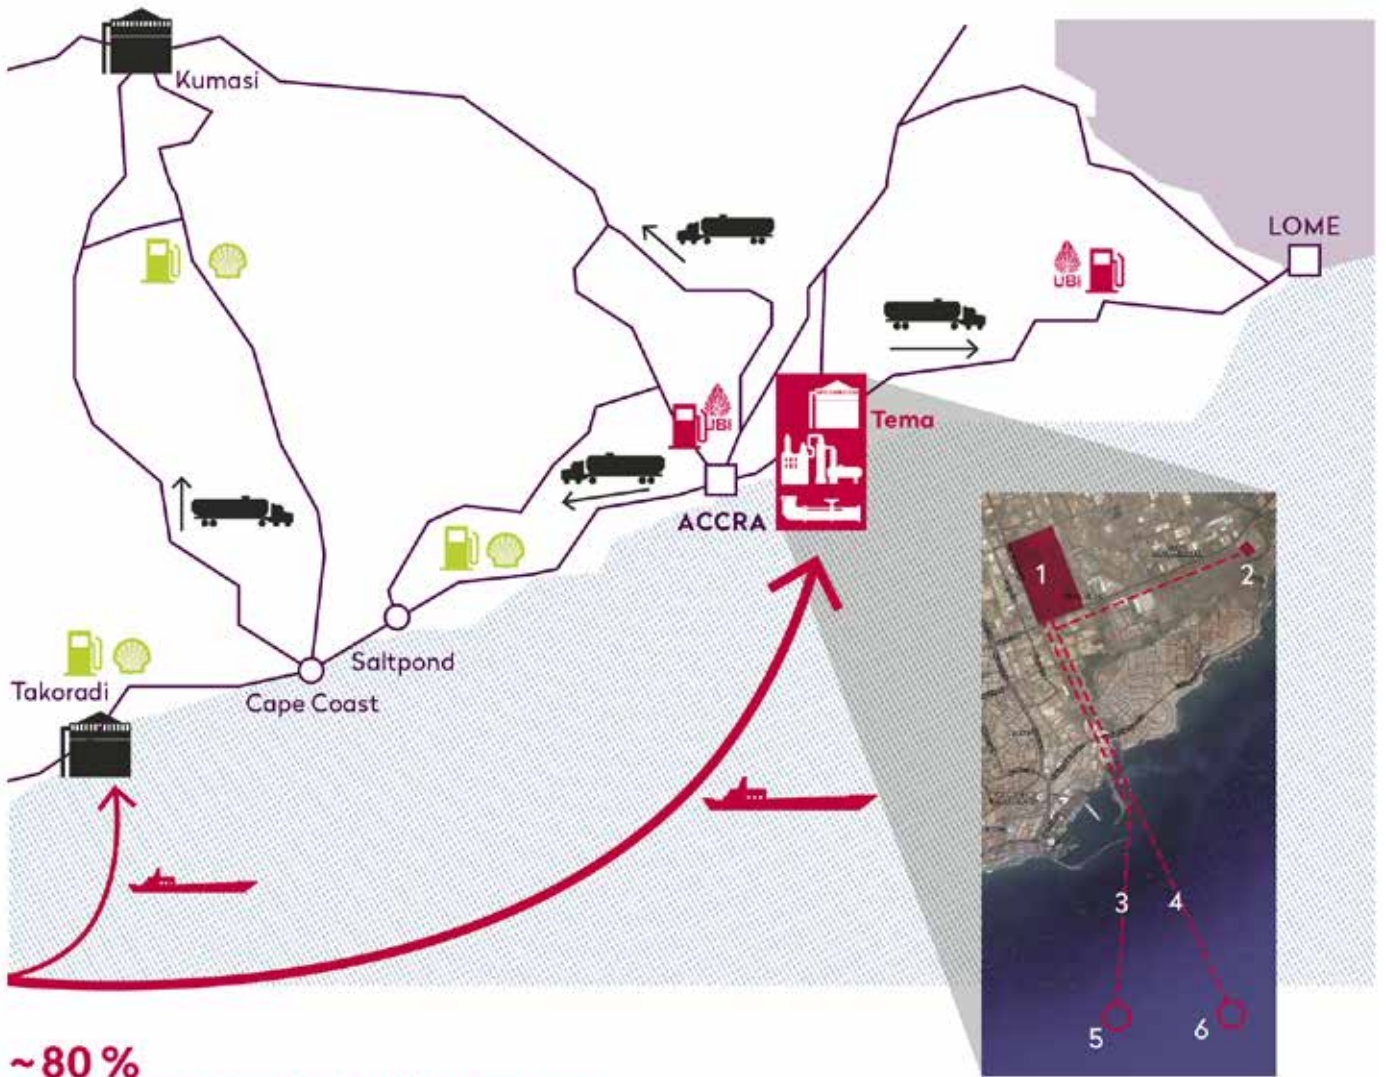 Kumasi
LOME
UBi
UBi
Tema
ACCRA
1
2
Saltpond
Takoradi
Cape Coast
3
4
5
6
~80 %